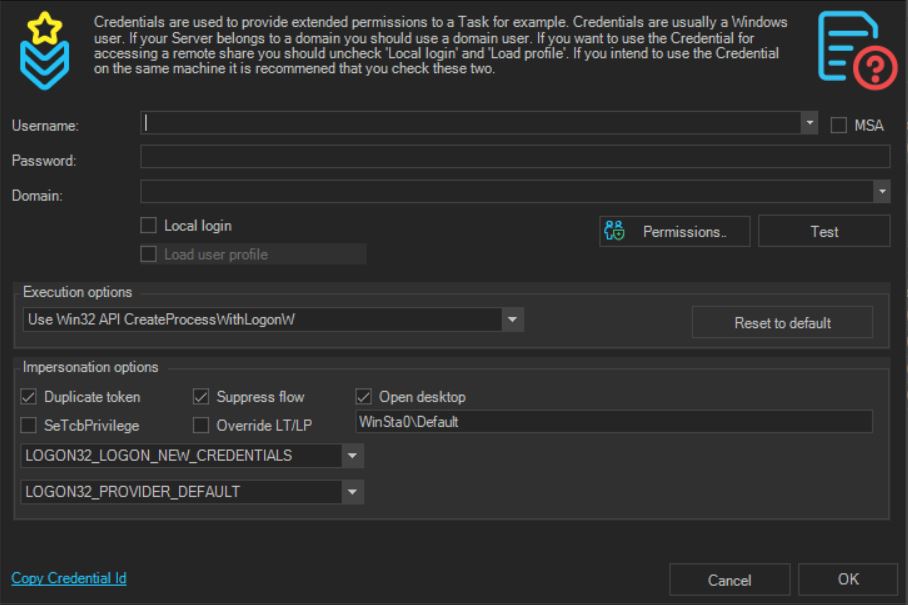 Credentials are used to provide extended permissions to a Task for example. Credentials are usually a Windows
user. If your Server belongs to a domain you should use a domain user. If you want to use the Credential for
accessing a remote share you should uncheck 'Local login' and 'Load profile'. If you intend to use the Credential
on the same machine it is recommened that you check these two.
Username:
MSA
Password:
Domain:
Local login
Permissions..
Test
Load user profile
Execution options
Use Win32 API CreateProcessWithLogonW
Reset to default
Impersonation options
Duplicate token
Suppress flow
Open desktop
SeTcbPrivilege
Override LT/LP
WinSta0\Default
LOGON32_LOGON_NEW_CREDENTIALS
LOGON32_PROVIDER_DEFAULT
Copy Credential Id
Cancel
OK